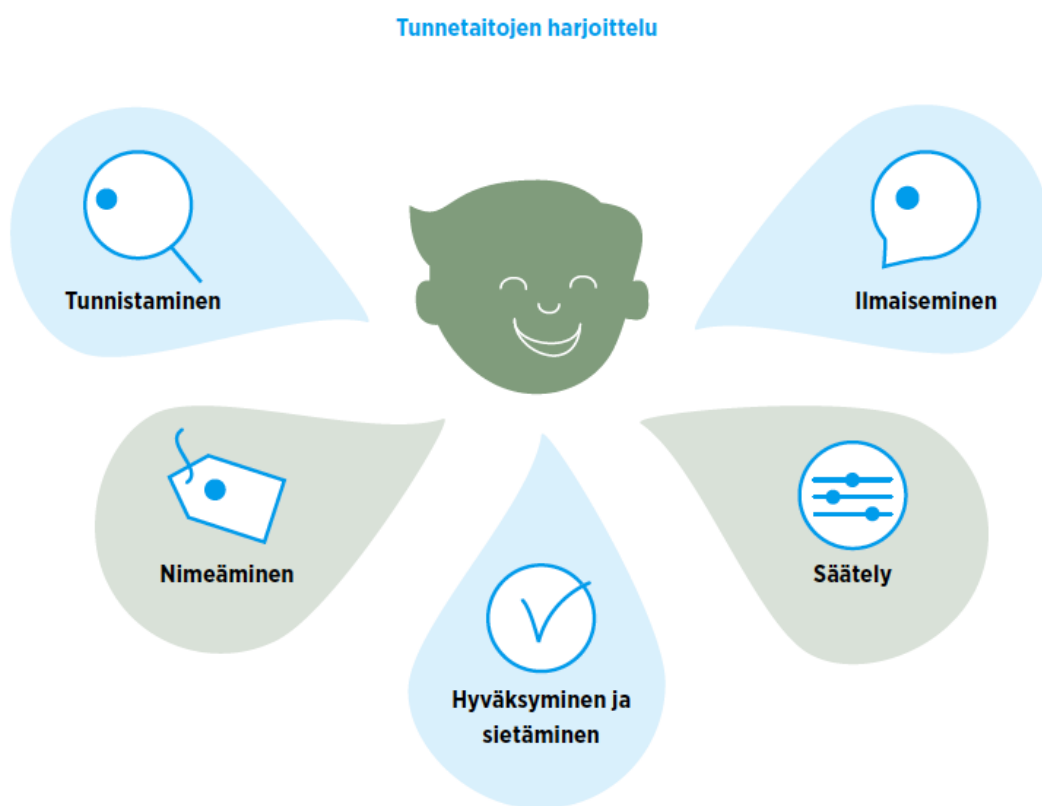 Tunnetaitojen harjoittelu
Tunnistaminen
Ilmaiseminen
Nimeäminen
Säätely
Hyväksyminen ja
sietäminen